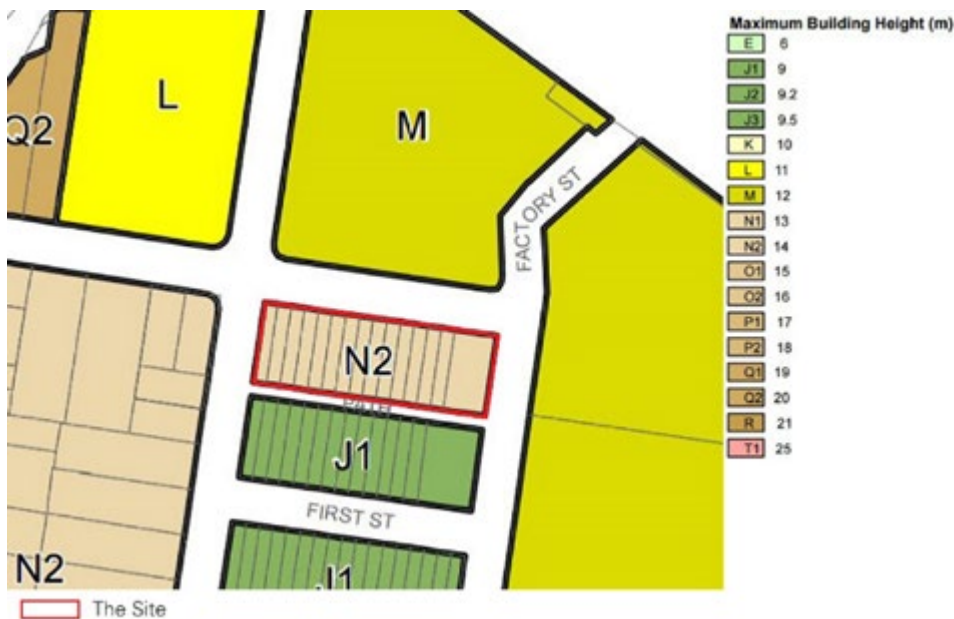 Maximum Building Height (m)
E 6
J1 9
J2 9.2
J3 9.5
K 10
L 11
M 12
N1 13
N2 14
O1 15
O2 16
P1 17
P2 18
Q1 19
Q2 20
R 21
T1 25
L
M
Q2
FACTORY ST
N2
PATH
J1
FIRST ST
N2
J1
The Site